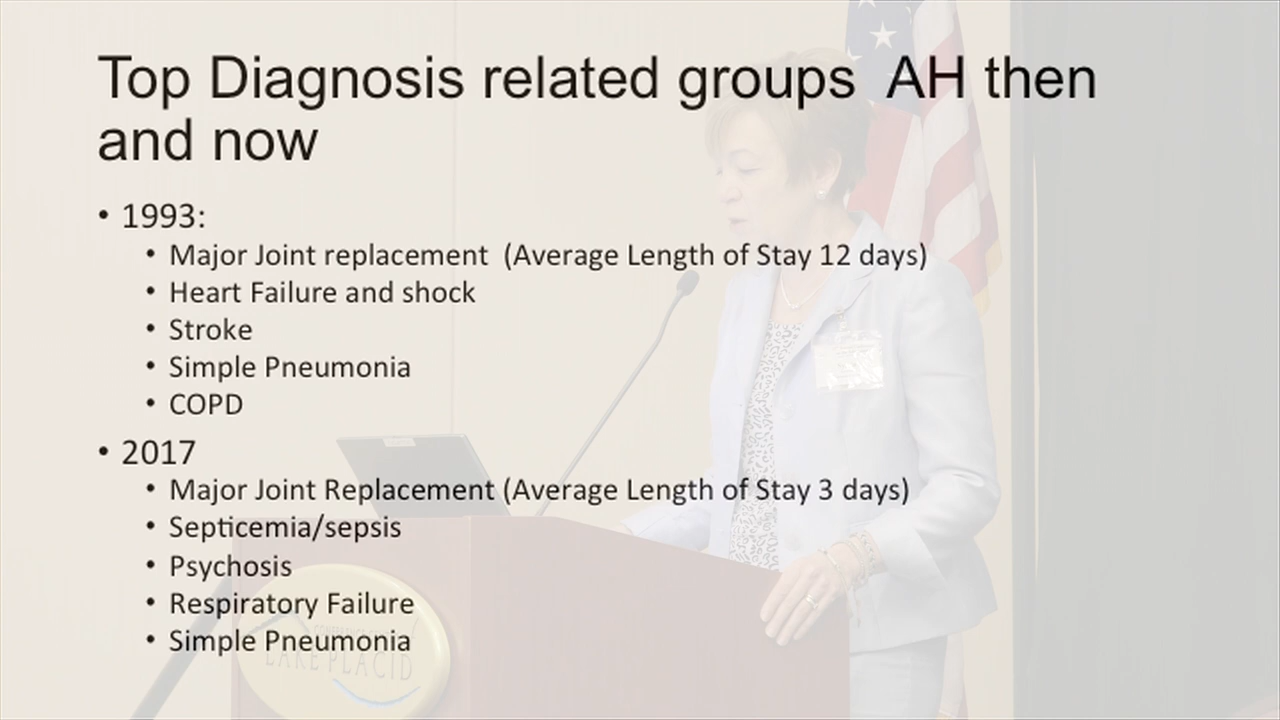 Top Diagnosis related groups  AH then
and now
• 1993:
• Major Joint replacement  (Average Length of Stay 12 days)
• Heart Failure and shock
• Stroke
• Simple Pneumonia
• COPD
• 2017
• Major Joint Replacement (Average Length of Stay 3 days)
• Septicemia/sepsis
• Psychosis
• Respiratory Failure
• Simple Pneumonia
LAKE PLACID